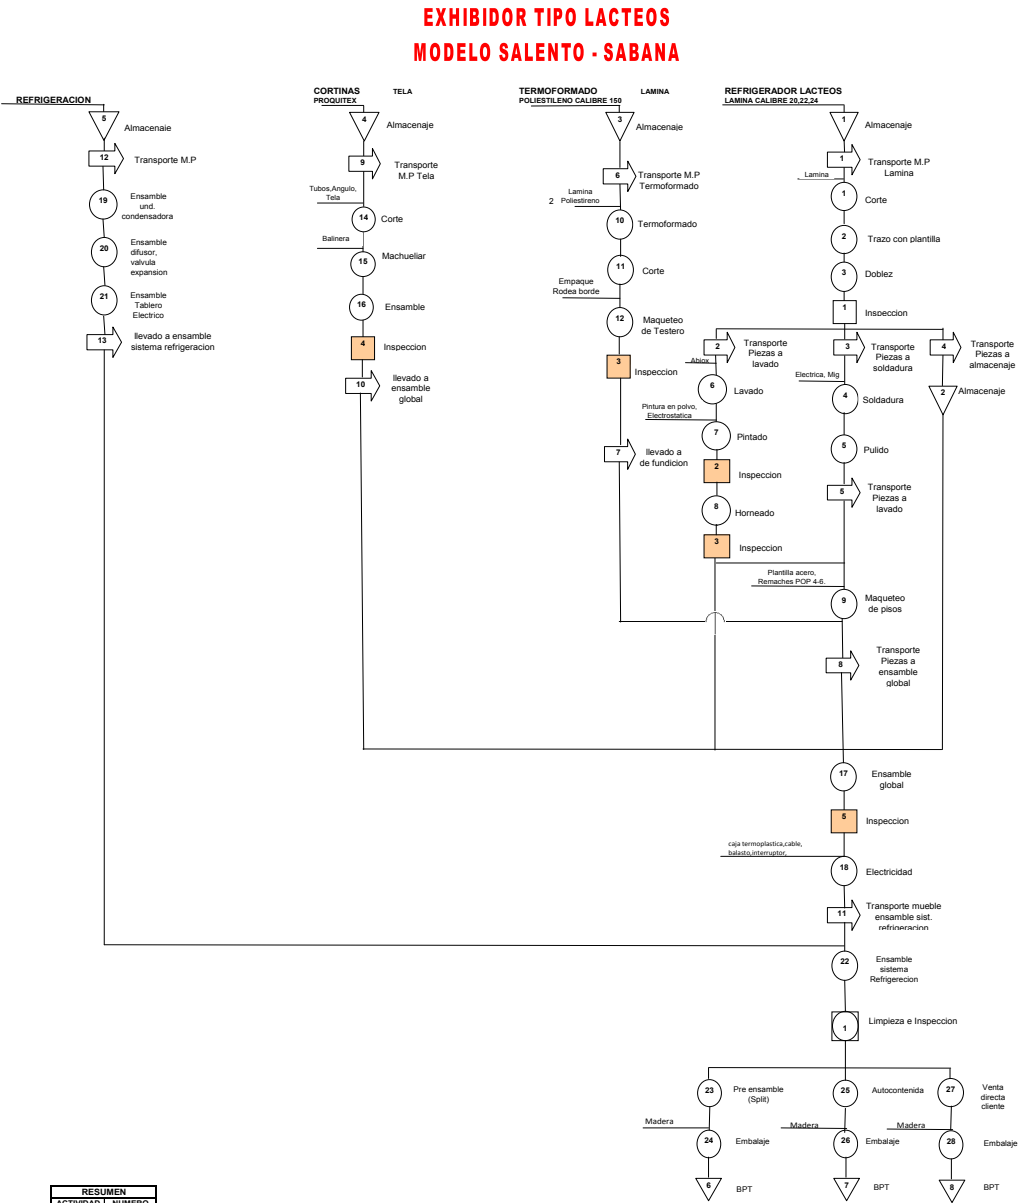 EXHIBIDOR TIPO LACTEOS
MODELO SALENTO - SABANA
REFRIGERACION
5
Almacenaje
12
Transporte M.P
19
Ensamble
und.
condensadora
20
Ensamble
difusor,
valvula
expansion
21
Ensamble
Tablero
Electrico
13
llevado a ensamble
sistema refrigeracion
CORTINAS
TELA
PROQUITEX
4
Almacenaje
9
Transporte
M.P Tela
Tubos,Angulo,
Tela
14
Corte
Balinera
15
Machueliar
16
Ensamble
4
Inspeccion
10
llevado a
ensamble
global
TERMOFORMADO
LAMINA
POLIESTILENO CALIBRE 150
3
Almacenaje
6
Transporte M.P
Termoformado
Lamina
2 Poliestireno
10
Termoformado
11
Corte
Empaque
Rodea borde
12
Maqueteo
de Testero
3
Inspeccion
7
llevado a
de fundicion
REFRIGERADOR LACTEOS
LAMINA CALIBRE 20,22,24
1
Almacenaje
1
Transporte M.P
Lamina
Lamina
1
Corte
2
Trazo con plantilla
3
Doblez
1
Inspeccion
2
Transporte
Piezas a
lavado
Abiox
6
Lavado
Pintura en polvo,
Electrostatica
7
Pintado
2
Inspeccion
8
Horneado
3
Inspeccion
3
Transporte
Piezas a
soldadura
Electrica, Mig
4
Soldadura
5
Pulido
5
Transporte
Piezas a
lavado
4
Transporte
Piezas a
almacenaje
2
Almacenaje
Plantilla acero,
Remaches POP 4-6.
9
Maqueteo
de pisos
8
Transporte
Piezas a
ensamble
global
17
Ensamble
global
5
Inspeccion
caja termoplastica,cable,
balasto,interruptor,
18
Electricidad
11
Transporte mueble
ensamble sist.
refrigeracion
22
Ensamble
sistema
Refrigerecion
1
Limpieza e Inspeccion
23
Pre ensamble
(Split)
25
Autocontenida
27
Venta
directa
cliente
Madera
24
Embalaje
Madera
26
Embalaje
Madera
28
Embalaje
6
BPT
7
BPT
8
BPT
RESUMEN
ACTIVIDAD NUMERO